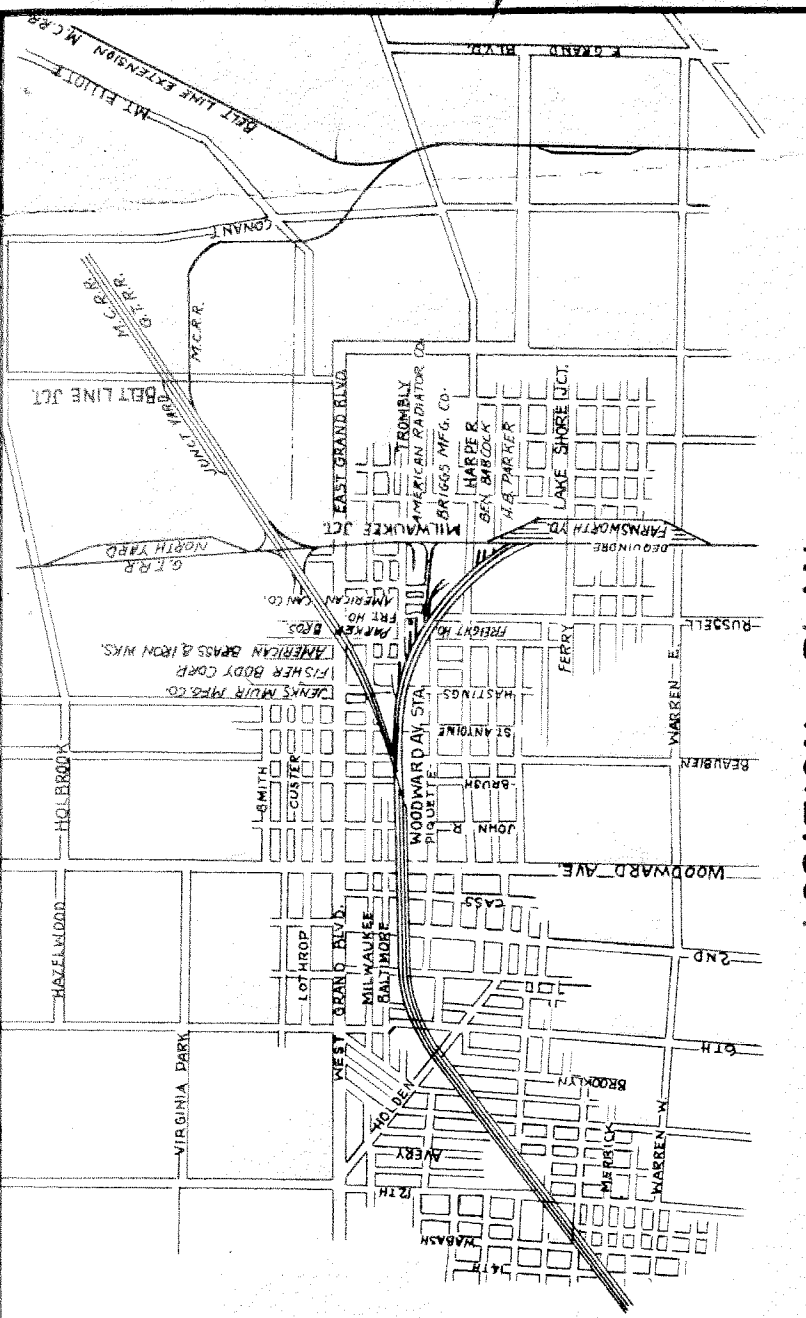 BELT LINE EXTENSION M.C.R.R.
MT. ELLIOTT
E. GRAND BLVD.
CONANT
M.C.R.R.
G.T.R.R.
M.C.R.R.
BELT LINE JCT.
JUNCT YARD
EAST GRAND BLVD.
TROMBLY
AMERICAN RADIATOR CO.
BRIGGS MFG. CO.
HARPER
BEN BABCOCK
H.B. PARKER
LAKE SHORE JCT.
G.T.R.R.
NORTH YARD
MILWAUKEE JCT.
FARNSWORTH YD.
DEQUINDRE
AMERICAN CAN CO.
FRT. HO.
PARKER BROS
AMERICAN BRASS & IRON WKS.
FISHER BODY CORP
JENKS MUIR MFG. CO.
FREIGHT HO.
FERRY
RUSSELL
HASTINGS
ST ANTOINE
WARREN E.
BEAUBIEN
HOLBROOK
SMITH
CUSTER
WOODWARD AV. STA.
PIQUETTE
BRUSH
JOHN R.
WOODWARD AVE.
CASS
HAZELWOOD
LOTHROP
WEST GRAND BLVD.
MILWAUKEE
BALTIMORE
2ND
6TH
VIRGINIA PARK
HOLDEN
BROOKLYN
AVERY
MERRICK
WARREN W.
12TH
WABASH
14TH